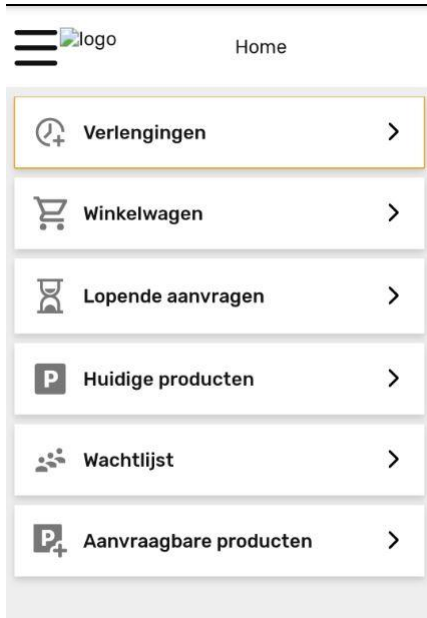 logo
Home
Verlengingen
Winkelwagen
Lopende aanvragen
P Huidige producten
Wachtlijst
P+ Aanvraagbare producten